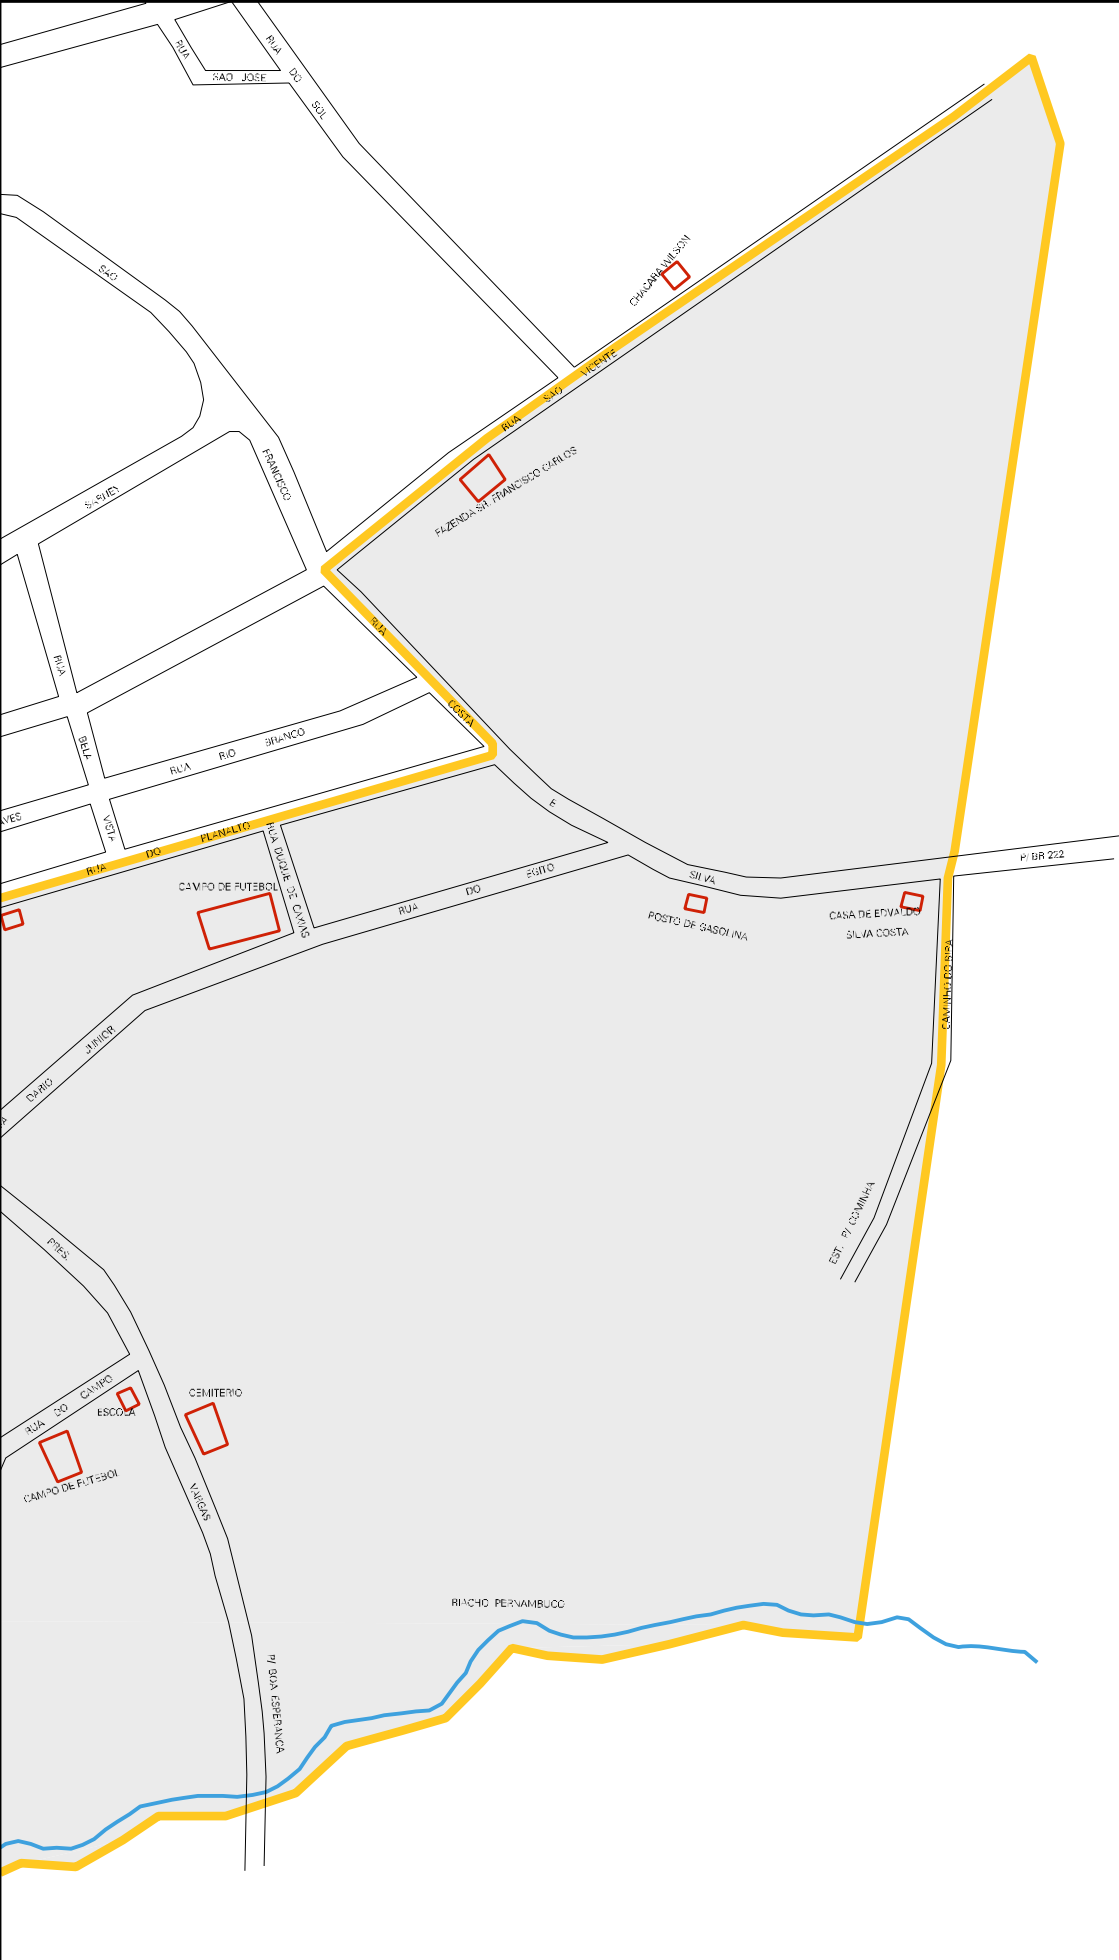 RUA
SAO JOSE
RUA DO SOL
SAO
FRANCISCO
CHACARA WILSON
RUA SAO VICENTE
FAZENDA SR. FRANCISCO CARLOS
SARNEY
RUA
BELA
VISTA
RUA
COSTA
E
SILVA
P/ BR 222
RUA RIO BRANCO
AVES
RUA DO PLANALTO
RUA DUQUE DE CAXIAS
CAMPO DE FUTEBOL
RUA DO EGITO
POSTO DE GASOLINA
CASA DE EDVALDO
SILVA COSTA
CAMINHO DO BIBA
DARIO JUNIOR
EST. P/ COMINHA
PRES.
VARGAS
RUA DO CAMPO
ESCOLA
CEMITERIO
CAMPO DE FUTEBOL
RIACHO PERNAMBUCO
P/ BOA ESPERANCA